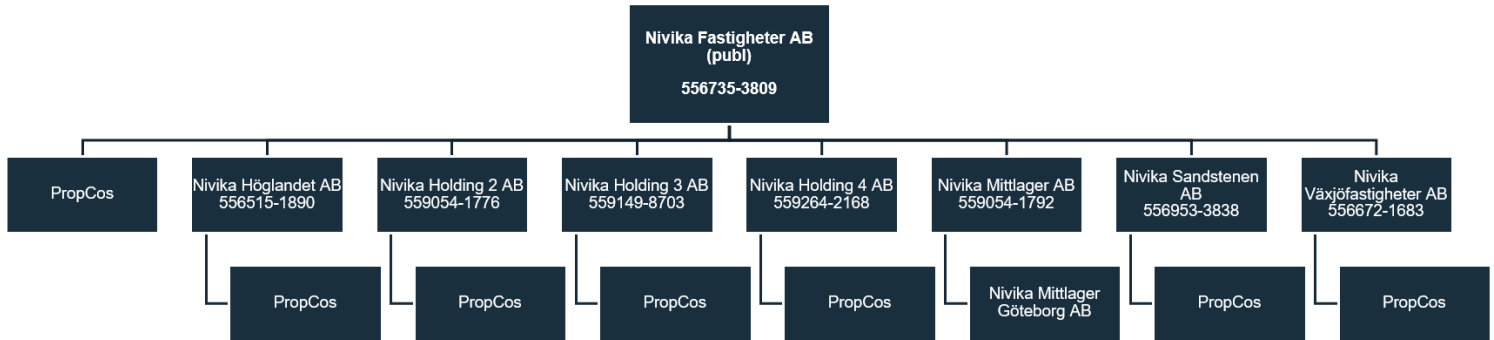 Nivika Fastigheter AB
(publ)
556735-3809
PropCos
Nivika Höglandet AB
556515-1890
Nivika Holding 2 AB
559054-1776
Nivika Holding 3 AB
559149-8703
Nivika Holding 4 AB
559264-2168
Nivika Mittlager AB
559054-1792
Nivika Sandstenen
AB
556953-3838
Nivika
Växjöfastigheter AB
556672-1683
PropCos
PropCos
PropCos
PropCos
Nivika Mittlager
Göteborg AB
PropCos
PropCos